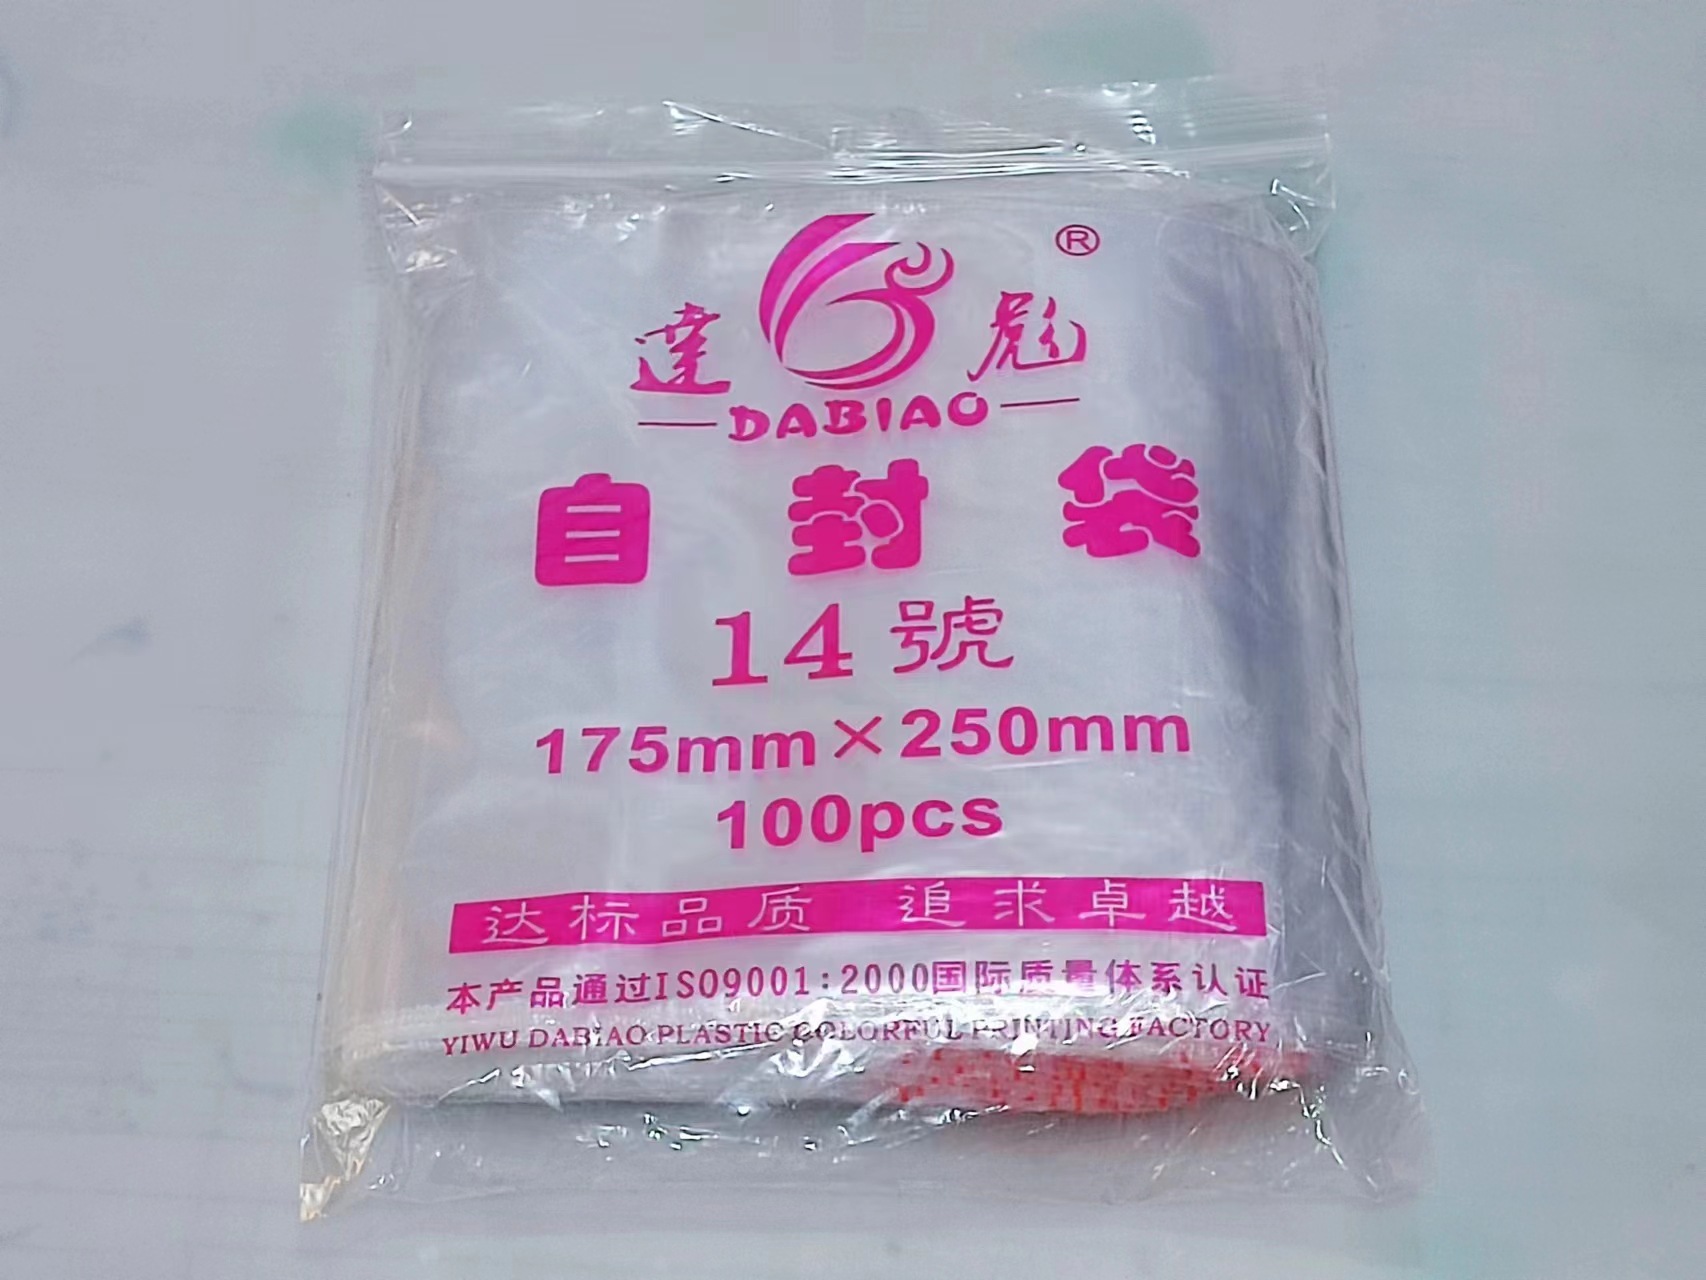 達彪®
DABIAO
自封袋
14號
175mm×250mm
100pcs
达标品质 追求卓越
本产品通过ISO9001:2000国际质量体系认证
YIWU DABIAO PLASTIC COLORFUL PRINTING FACTORY